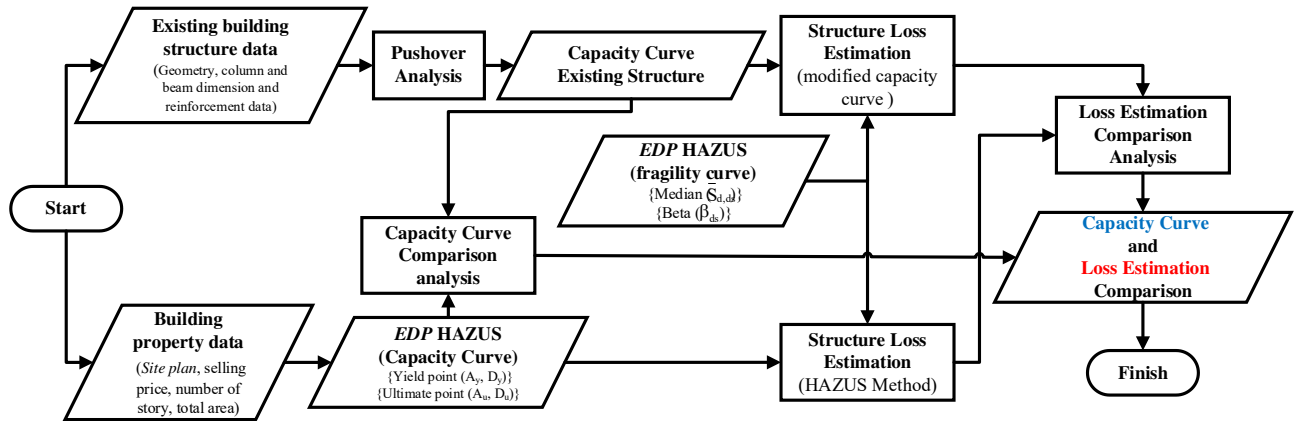 Start
Existing building
structure data
(Geometry, column and
beam dimension and
reinforcement data)
Pushover
Analysis
Capacity Curve
Existing Structure
Structure Loss
Estimation
(modified capacity
curve )
EDP HAZUS
(fragility curve)
{Median (S̄d,ds)}
{Beta (βds)}
Loss Estimation
Comparison
Analysis
Capacity Curve
Comparison
analysis
Capacity Curve
and
Loss Estimation
Comparison
Building
property data
(Site plan, selling
price, number of
story, total area)
EDP HAZUS
(Capacity Curve)
{Yield point (Ay, Dy)}
{Ultimate point (Au, Du)}
Structure Loss
Estimation
(HAZUS Method)
Finish